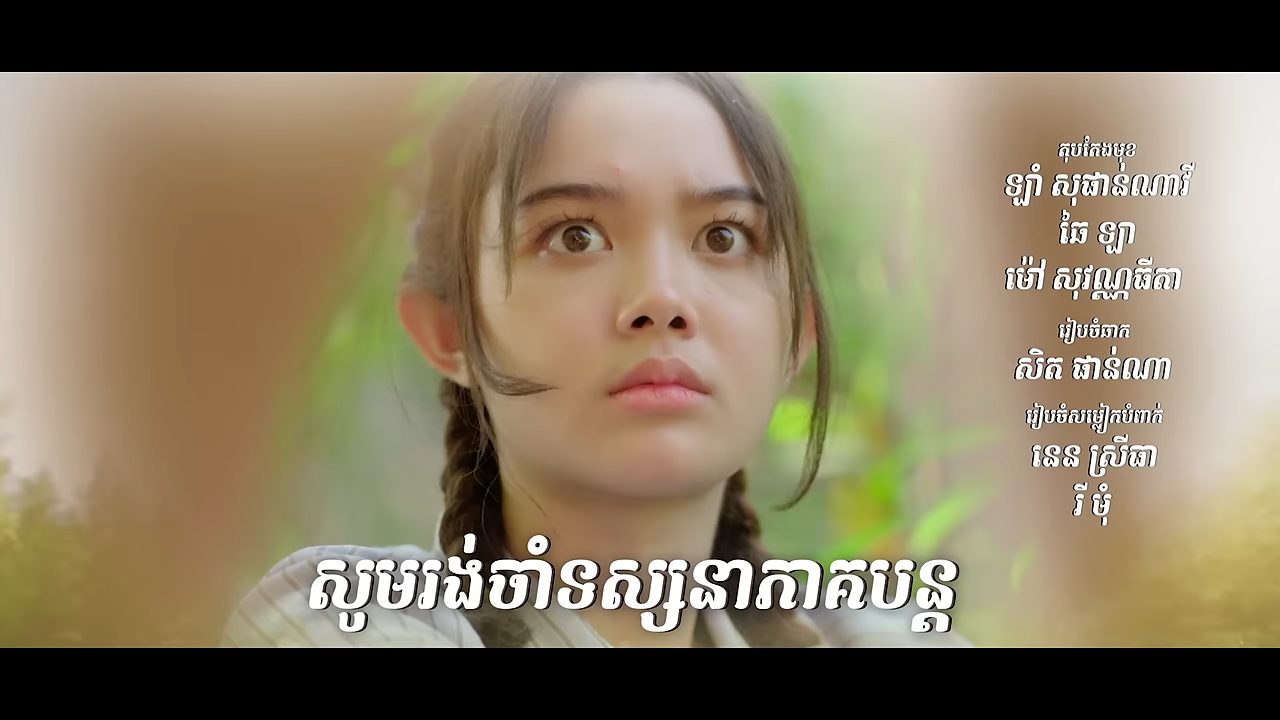 តុបតែងមុខ
ឡាំ សុផាន់ណាវី
ឆៃ ឡា
ម៉ៅ សុវណ្ណធីតា
រៀបចំឆាក
សិត ផាន់ណា
រៀបចំសម្លៀកបំពាក់
នេន ស្រីធា
រី មុំ
សូមរង់ចាំទស្សនាភាគបន្ត